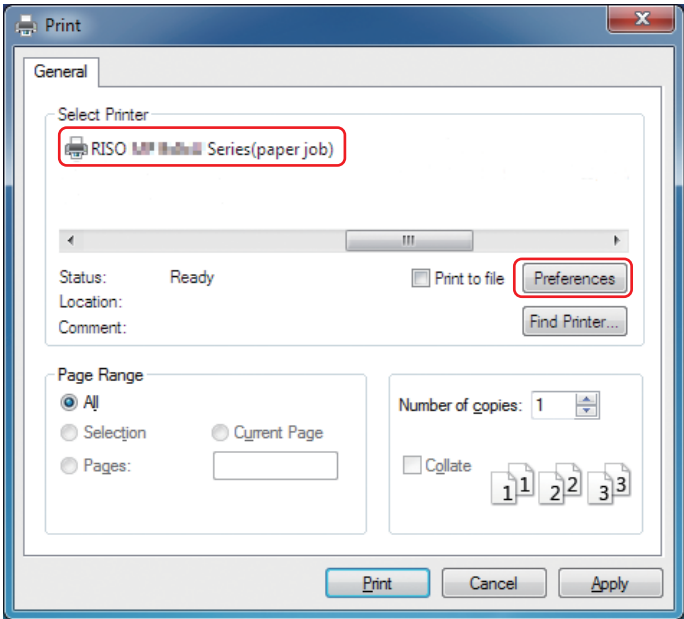 Print
General
Select Printer
RISO Series(paper job)
Status: Ready
Print to file
Preferences
Location:
Comment:
Find Printer...
Page Range
All
Selection
Current Page
Pages:
Number of copies: 1
Collate
1 1 2 2 3 3
Print
Cancel
Apply